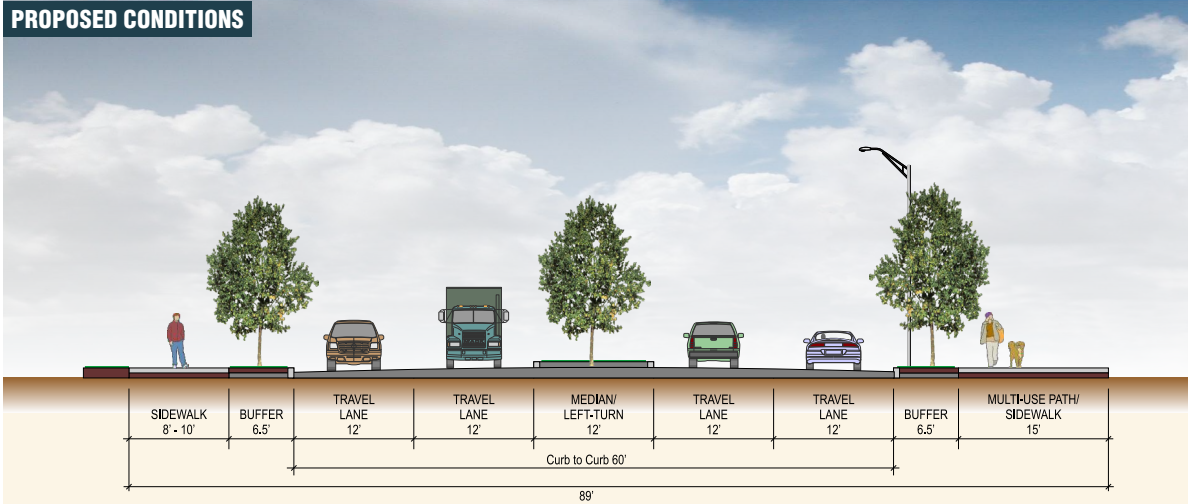 PROPOSED CONDITIONS
SIDEWALK
8' - 10'
BUFFER
6.5'
TRAVEL
LANE
12'
TRAVEL
LANE
12'
MEDIAN/
LEFT-TURN
12'
TRAVEL
LANE
12'
TRAVEL
LANE
12'
BUFFER
6.5'
MULTI-USE PATH/
SIDEWALK
15'
Curb to Curb 60'
89'